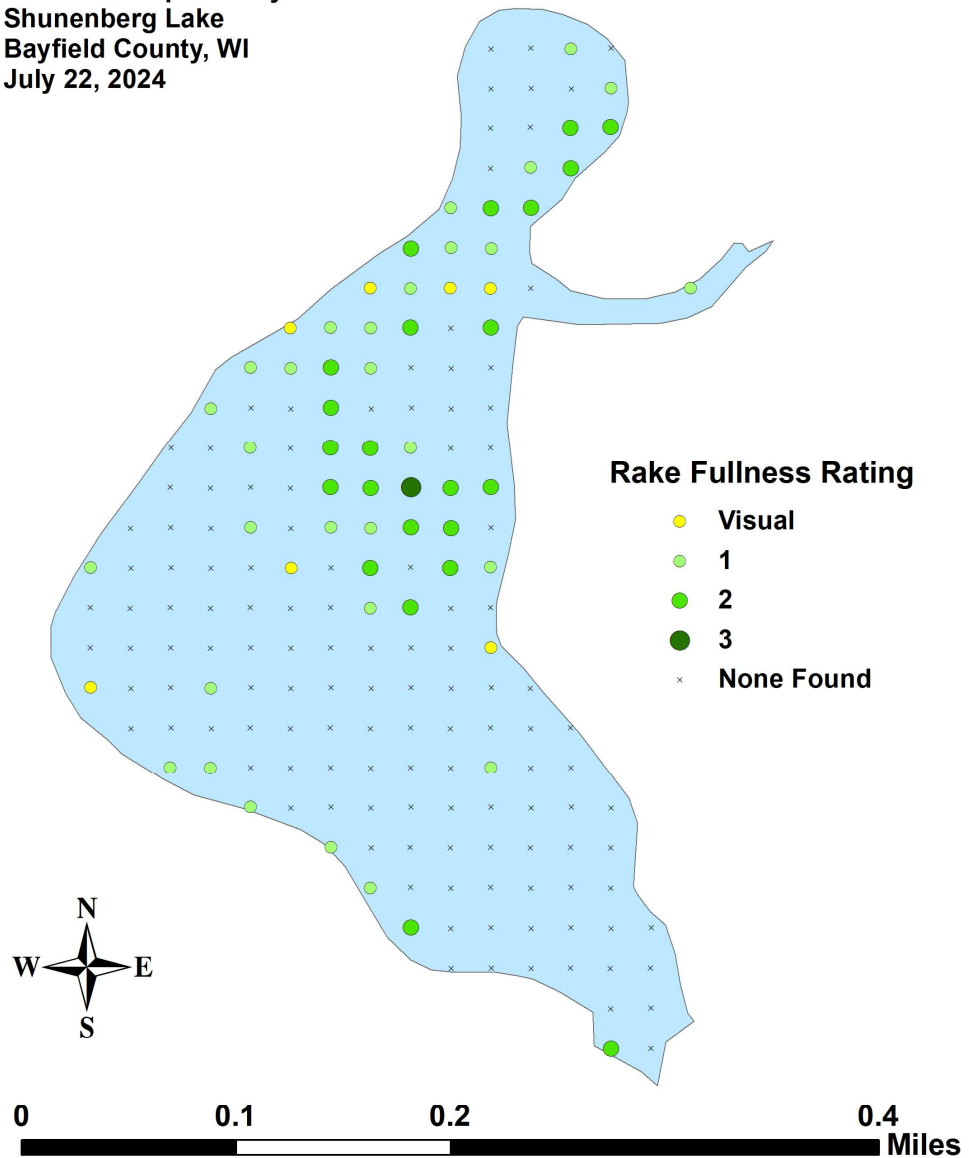 Shunenberg Lake
Bayfield County, WI
July 22, 2024
Rake Fullness Rating
Visual
1
2
3
None Found
N
W E
S
0 0.1 0.2 0.4
Miles